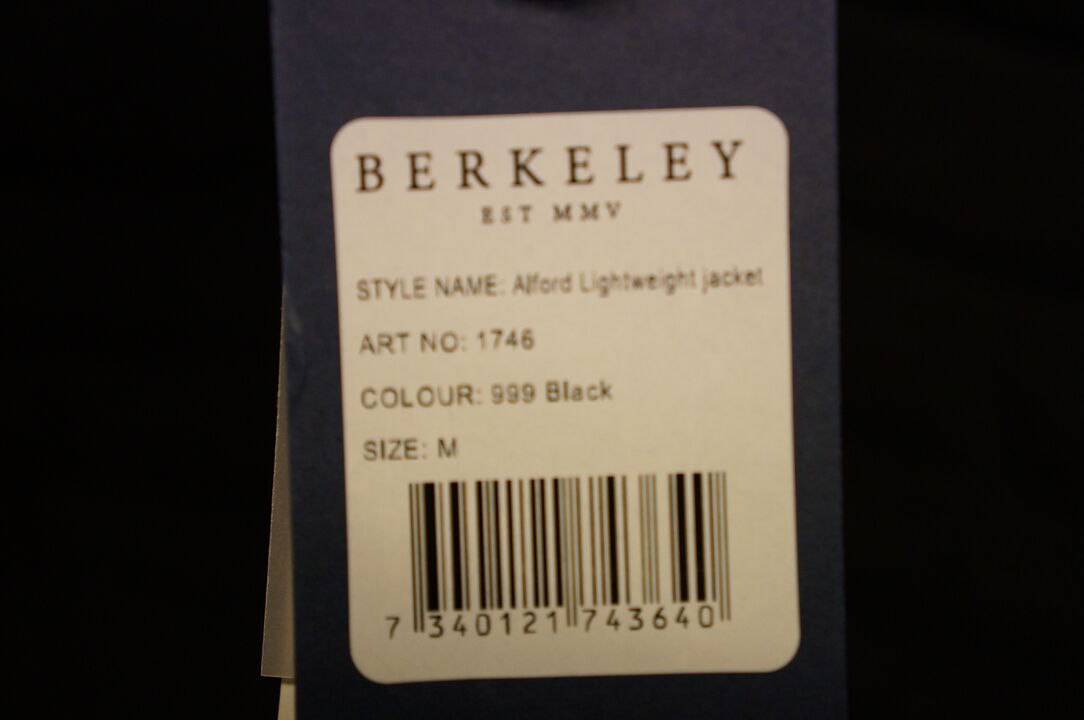 BERKELEY
EST MMV
STYLE NAME: Alford Lightweight jacket
ART NO: 1746
COLOUR: 999 Black
SIZE: M
7 340121 743640